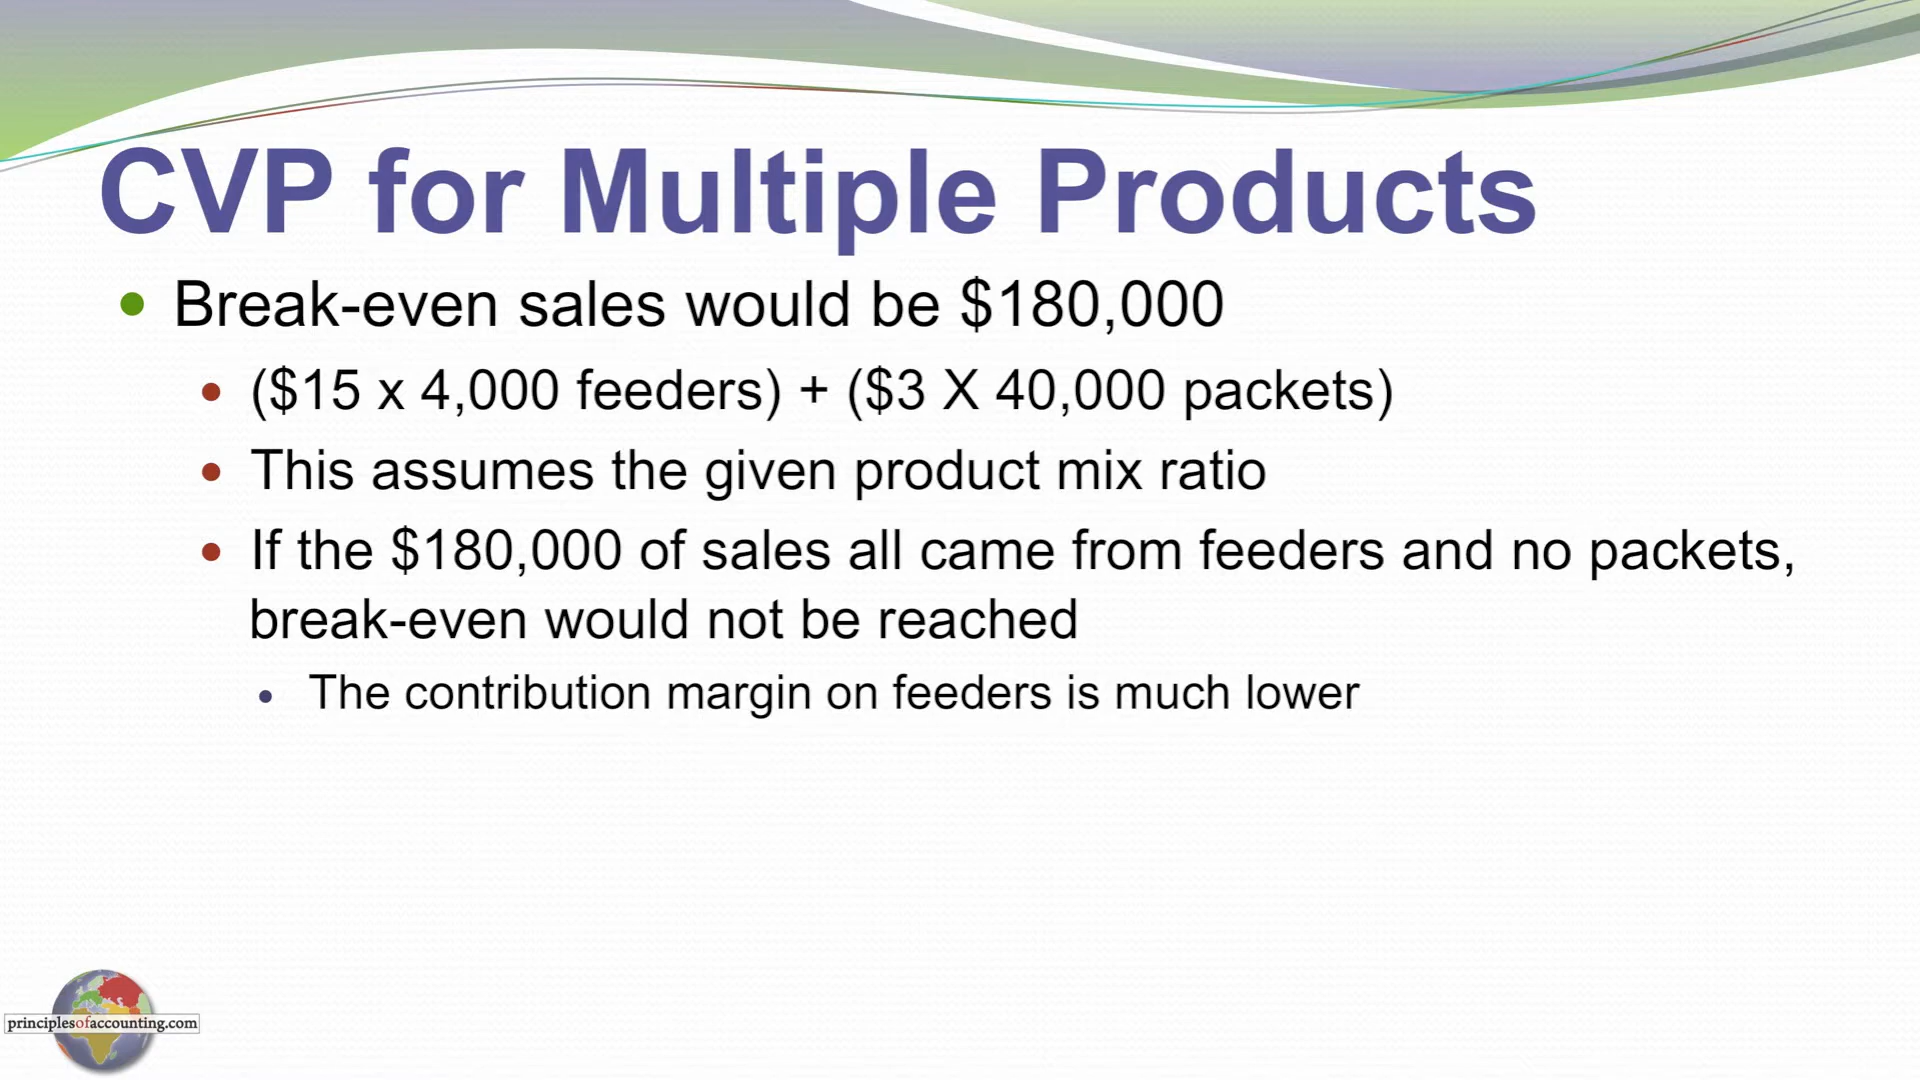 CVP for Multiple Products
Break-even sales would be $180,000
($15 x 4,000 feeders) + ($3 X 40,000 packets)
This assumes the given product mix ratio
If the $180,000 of sales all came from feeders and no packets,
break-even would not be reached
The contribution margin on feeders is much lower
principlesofaccounting.com